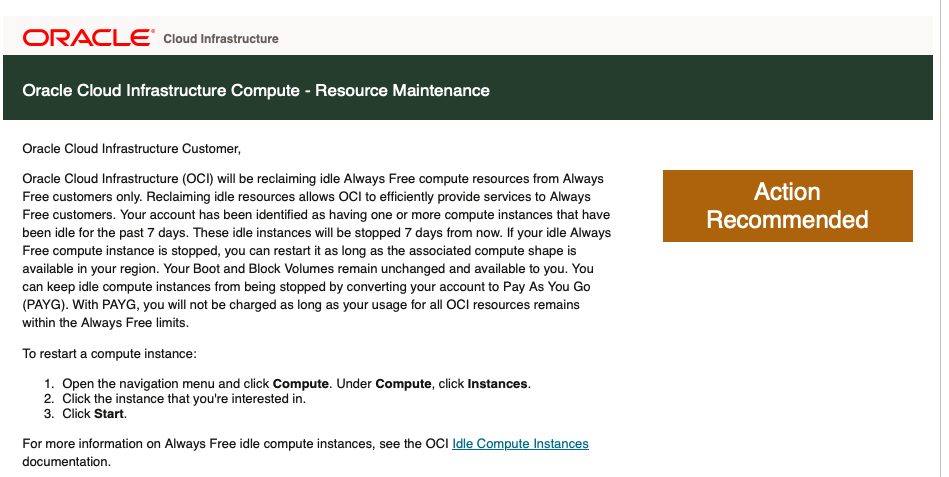 ORACLE Cloud Infrastructure
Oracle Cloud Infrastructure Compute - Resource Maintenance
Oracle Cloud Infrastructure Customer,
Oracle Cloud Infrastructure (OCI) will be reclaiming idle Always Free compute resources from Always
Free customers only. Reclaiming idle resources allows OCI to efficiently provide services to Always
Free customers. Your account has been identified as having one or more compute instances that have
been idle for the past 7 days. These idle instances will be stopped 7 days from now. If your idle Always
Free compute instance is stopped, you can restart it as long as the associated compute shape is
available in your region. Your Boot and Block Volumes remain unchanged and available to you. You
can keep idle compute instances from being stopped by converting your account to Pay As You Go
(PAYG). With PAYG, you will not be charged as long as your usage for all OCI resources remains
within the Always Free limits.
To restart a compute instance:
1. Open the navigation menu and click Compute. Under Compute, click Instances.
2. Click the instance that you're interested in.
3. Click Start.
For more information on Always Free idle compute instances, see the OCI Idle Compute Instances
documentation.
Action
Recommended